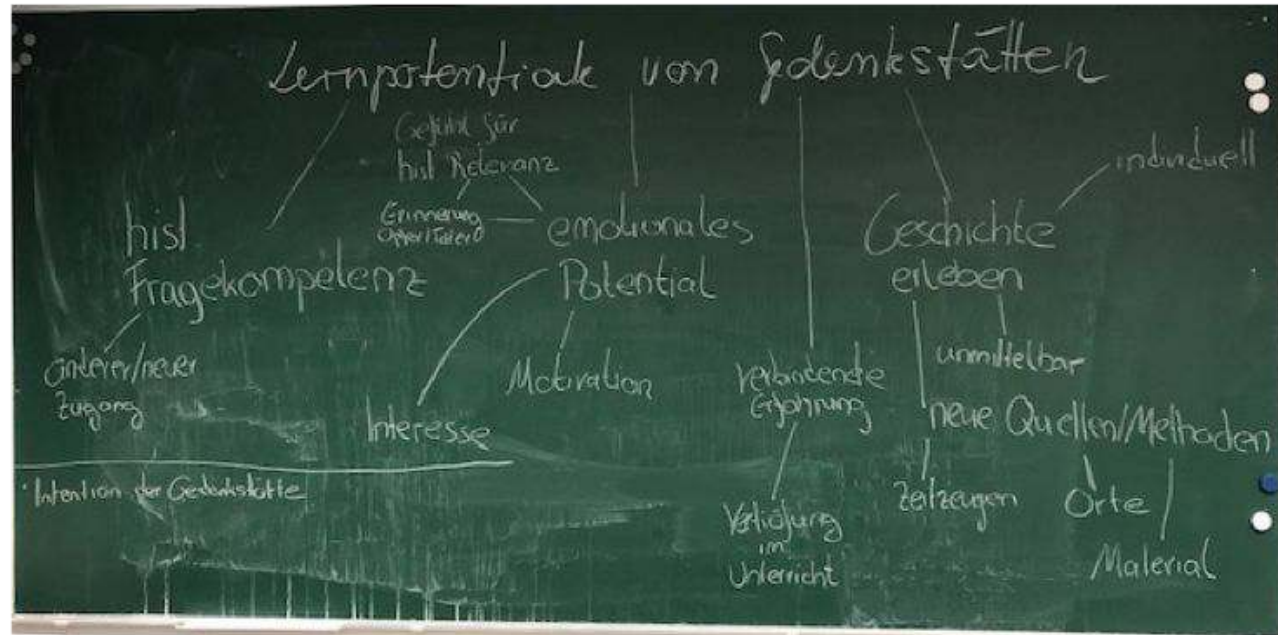 Lernpotentiale von Gedenkstätten
Gefühl für
hist Relevanz
Erinnerung
Opfer/Täter
individuell
hist
Fragekompetenz
emotionales
Potential
Geschichte
erleben
anderer/neuer
Zugang
Interesse
Motivation
verbindende
Erfahrung
unmittelbar
neue Quellen/Methoden
Zeitzeugen
Orte
Material
Vertiefung
im
Unterricht
Intention der Gedenkstätte